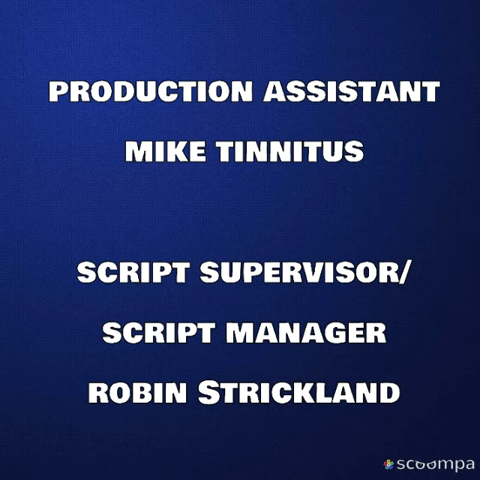 PRODUCTION ASSISTANT
MIKE TINNITUS
SCRIPT SUPERVISOR/
SCRIPT MANAGER
ROBIN STRICKLAND
scoompa